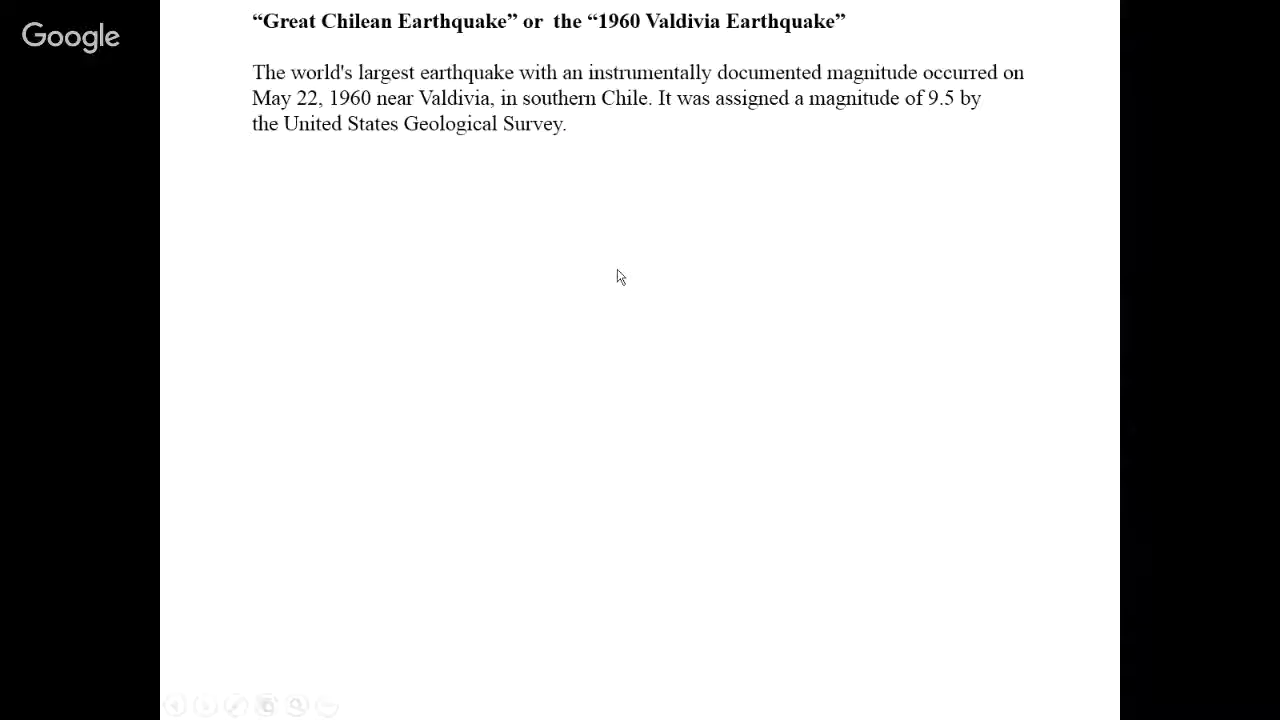 Google
“Great Chilean Earthquake” or  the “1960 Valdivia Earthquake”
The world's largest earthquake with an instrumentally documented magnitude occurred on
May 22, 1960 near Valdivia, in southern Chile. It was assigned a magnitude of 9.5 by
the United States Geological Survey.